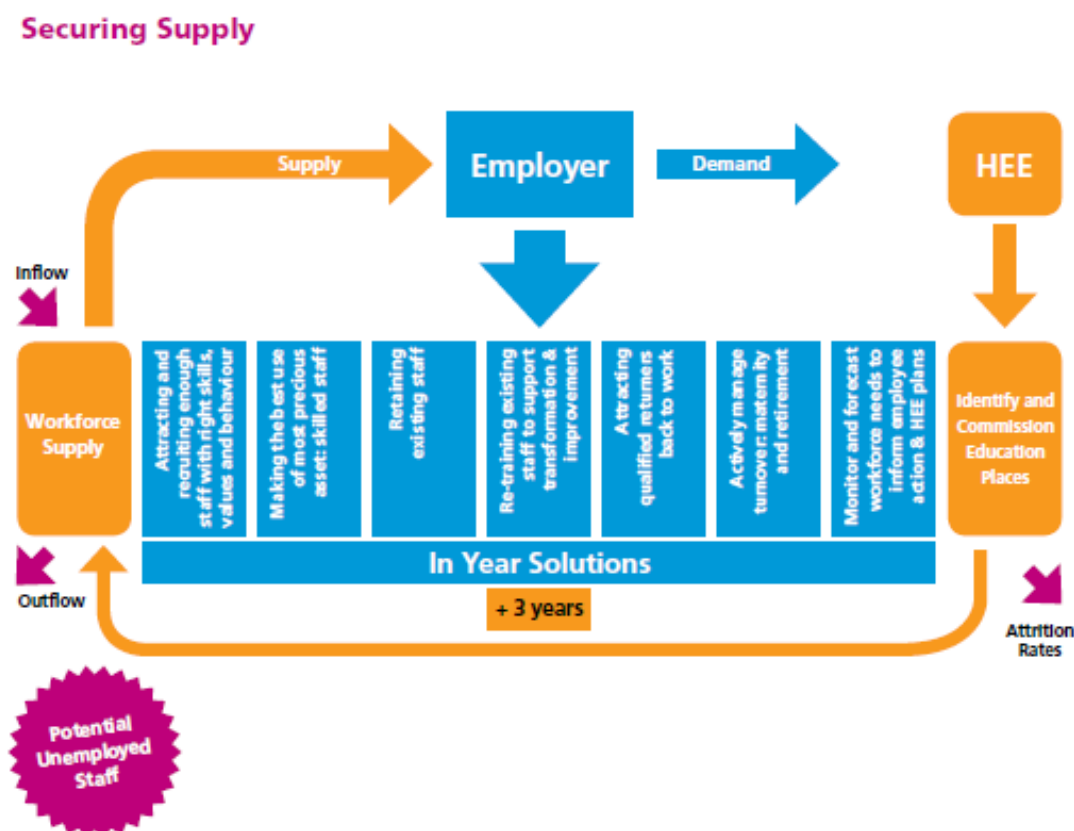 Securing Supply
Supply
Employer
Demand
HEE
Inflow
Workforce
Supply
Attracting and
recruiting enough
staff with right skills,
values and behaviour
Making the best use
of most precious
asset: skilled staff
Retaining
existing staff
Re-training existing
staff to support
transformation &
improvement
Attracting
qualified returners
back to work
Actively manage
turnover: maternity
and retirement
Monitor and forecast
workforce needs to
inform employee
action & HEE plans
Identify and
Commission
Education
Places
In Year Solutions
Outflow
+ 3 years
Attrition
Rates
Potential
Unemployed
Staff